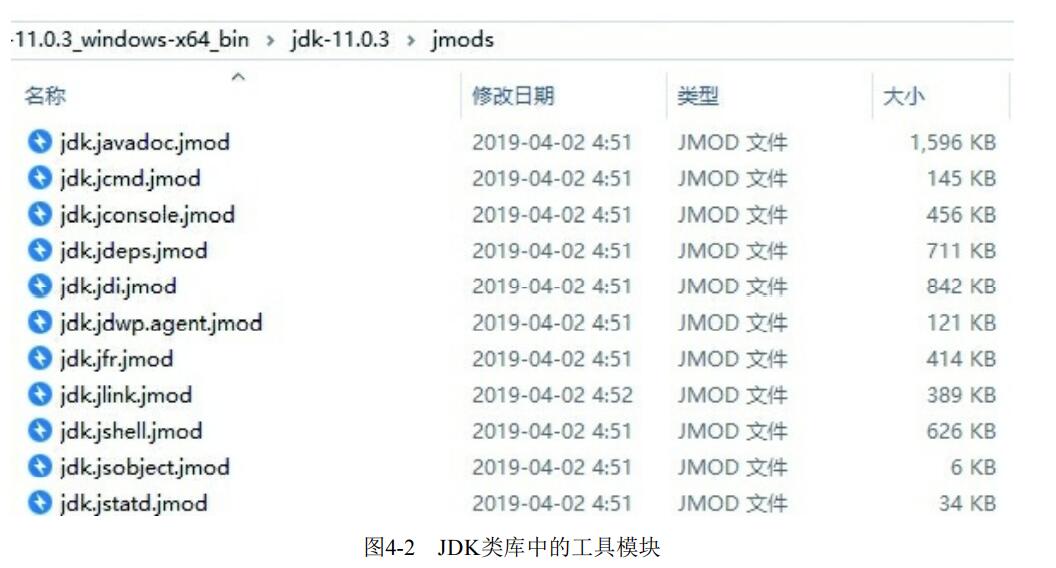 -11.0.3_windows-x64_bin > jdk-11.0.3 > jmods
名称 修改日期 类型 大小
jdk.javadoc.jmod 2019-04-02 4:51 JMOD 文件 1,596 KB
jdk.jcmd.jmod 2019-04-02 4:51 JMOD 文件 145 KB
jdk.jconsole.jmod 2019-04-02 4:51 JMOD 文件 456 KB
jdk.jdeps.jmod 2019-04-02 4:51 JMOD 文件 711 KB
jdk.jdi.jmod 2019-04-02 4:51 JMOD 文件 842 KB
jdk.jdwp.agent.jmod 2019-04-02 4:51 JMOD 文件 121 KB
jdk.jfr.jmod 2019-04-02 4:51 JMOD 文件 414 KB
jdk.jlink.jmod 2019-04-02 4:52 JMOD 文件 389 KB
jdk.jshell.jmod 2019-04-02 4:51 JMOD 文件 626 KB
jdk.jsobject.jmod 2019-04-02 4:51 JMOD 文件 6 KB
jdk.jstatd.jmod 2019-04-02 4:51 JMOD 文件 34 KB
图4-2 JDK类库中的工具模块